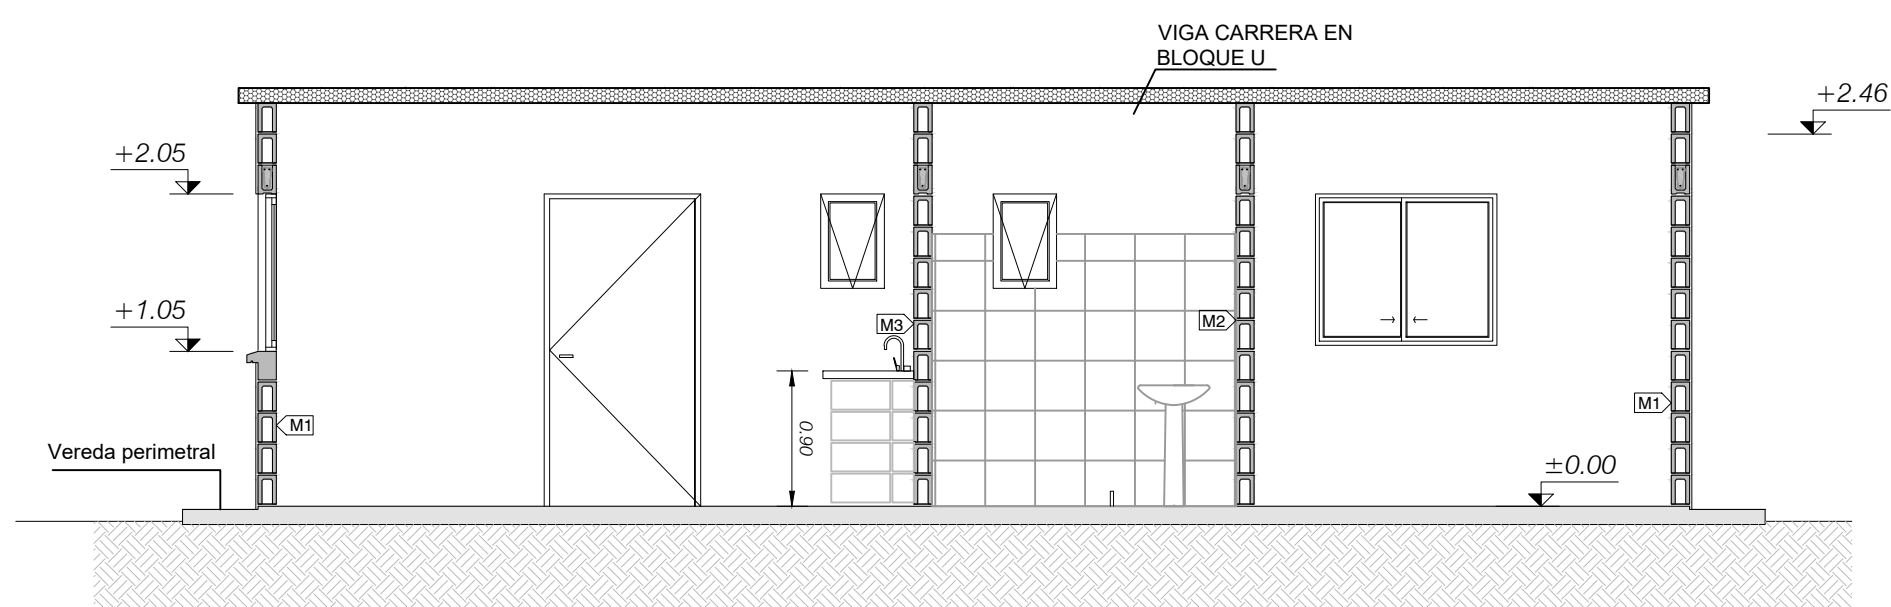 VIGA CARRERA EN
BLOQUE U
+2.46
+2.05
+1.05
M3
M2
M1
M1
0.90
Vereda perimetral
±0.00